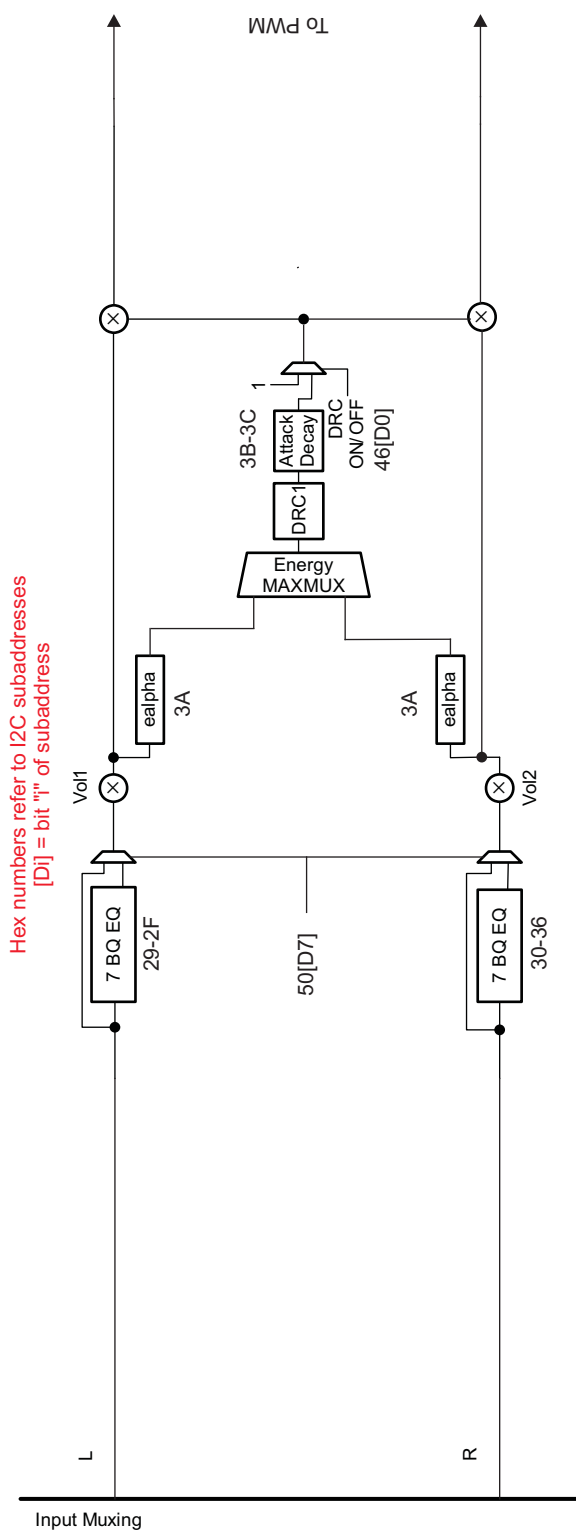 Hex numbers refer to I2C subaddresses
[Di] = bit "i" of subaddress
Input Muxing
L
R
7 BQ EQ
29-2F
7 BQ EQ
30-36
50[D7]
Vol1
Vol2
ealpha
3A
ealpha
3A
Energy
MAXMUX
DRC1
Attack
Decay
3B-3C
1
DRC
ON/OFF
46[D0]
To PWM